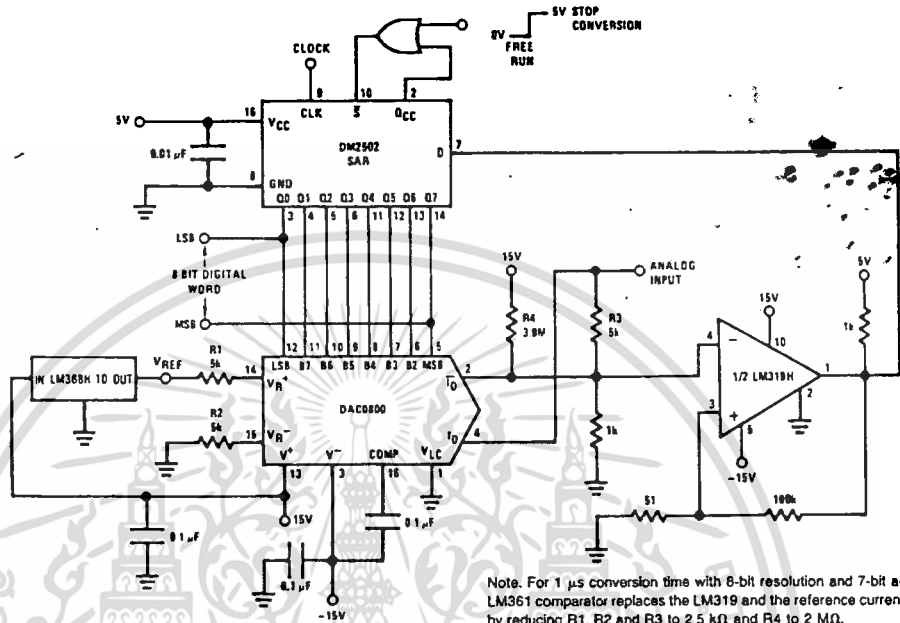 5V STOP
CONVERSION
0V
FREE
RUN
CLOCK
9
10
2
CLK
S̅
QCC
5V
16
VCC
DM2502
SAR
D
7
0.01 µF
8
GND
Q0 Q1 Q2 Q3 Q4 Q5 Q6 Q7
3 4 5 6 11 12 13 14
LSB
8 BIT DIGITAL
WORD
MSB
15V
R4
3.9M
R3
5k
ANALOG
INPUT
5V
1k
15V
10
4
−
1/2 LM319H
1
2
3
+
5
−15V
12 11 10 9 8 7 6 5
LSB B7 B6 B5 B4 B3 B2 MSB
IN LM368H 10 OUT
VREF
R1
5k
14
VR+
DAC0800
I̅O̅
2
R2
5k
15
VR−
IO
4
1k
V+
V−
COMP
VLC
13
3
16
1
0.1 µF
15V
0.1 µF
0.1 µF
−15V
51
100k
Note. For 1 µs conversion time with 8-bit resolution and 7-bit a
LM361 comparator replaces the LM319 and the reference curren
by reducing R1, R2 and R3 to 2.5 kΩ and R4 to 2 MΩ.